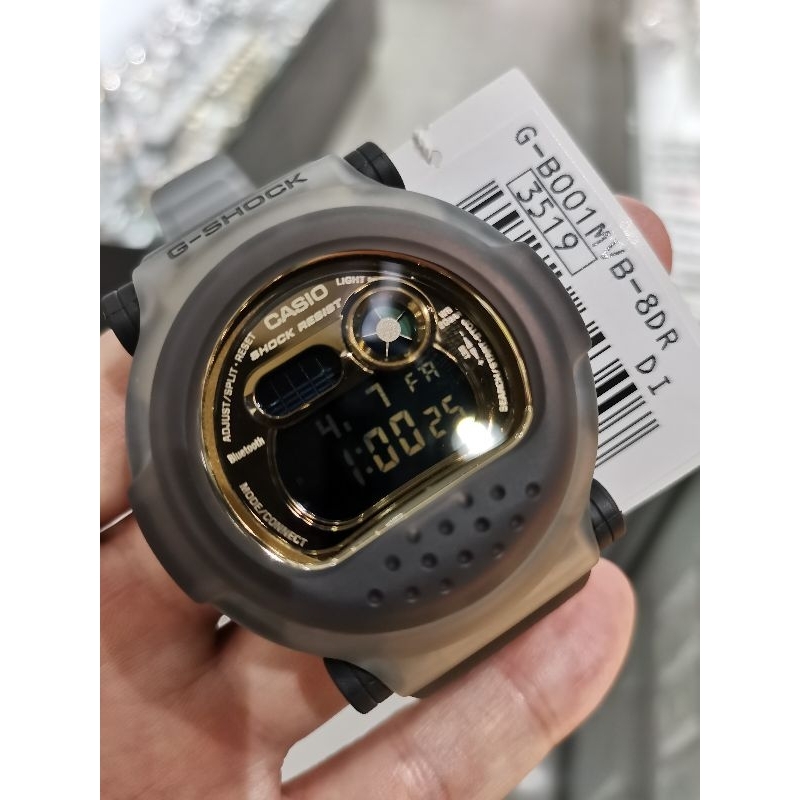 G-B001MVB-8DR
3519
DI
G-SHOCK
LIGHT
CASIO
SHOCK RESIST
ADJUST/SPLIT·RESET
Bluetooth
MODE/CONNECT
4. 7 FR
1:00 25